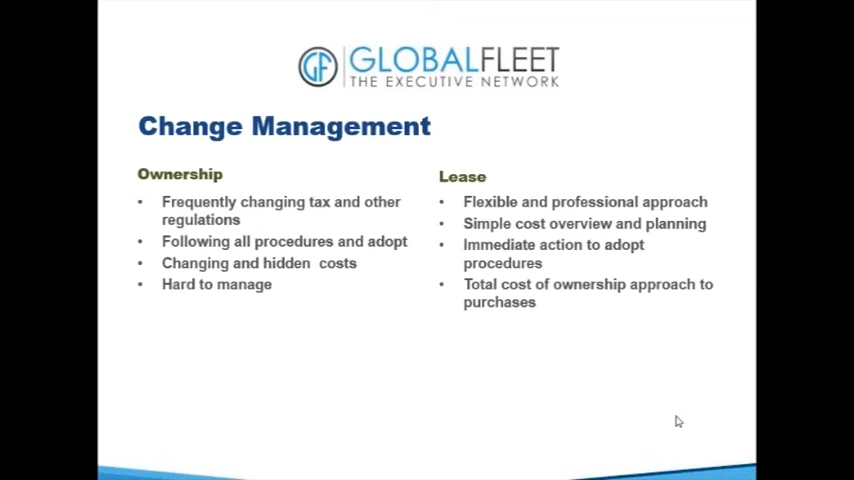 GF GLOBALFLEET
THE EXECUTIVE NETWORK
Change Management
Ownership
• Frequently changing tax and other
regulations
• Following all procedures and adopt
• Changing and hidden costs
• Hard to manage
Lease
• Flexible and professional approach
• Simple cost overview and planning
• Immediate action to adopt
procedures
• Total cost of ownership approach to
purchases